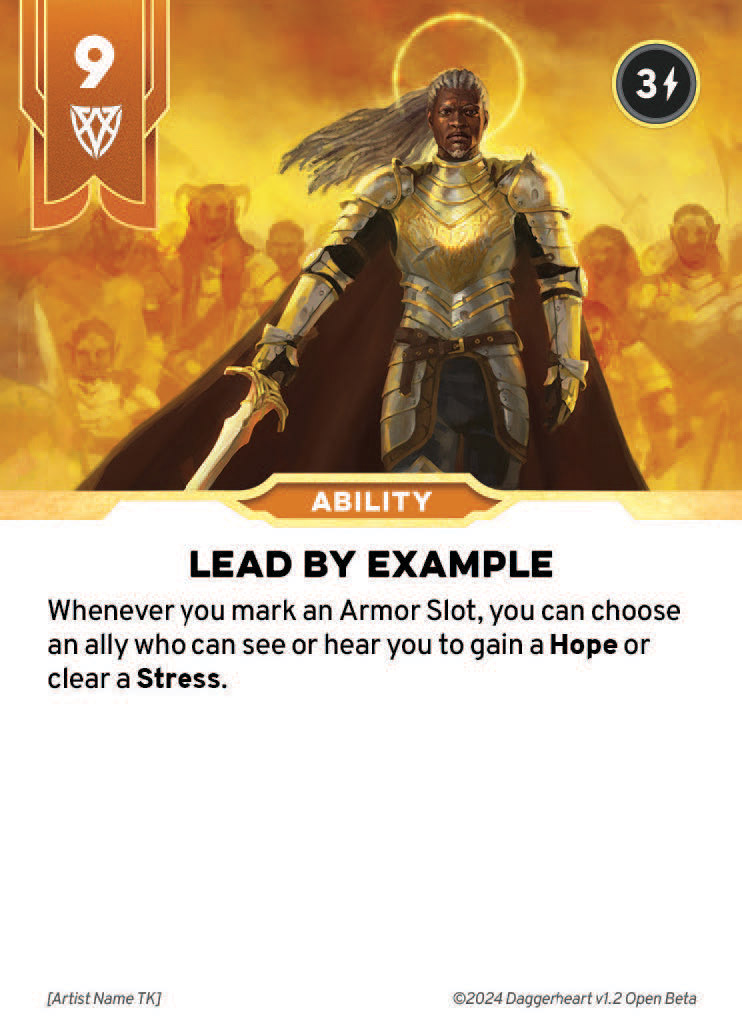 9
3
ABILITY
LEAD BY EXAMPLE
Whenever you mark an Armor Slot, you can choose
an ally who can see or hear you to gain a Hope or
clear a Stress.
[Artist Name TK]
©2024 Daggerheart v1.2 Open Beta